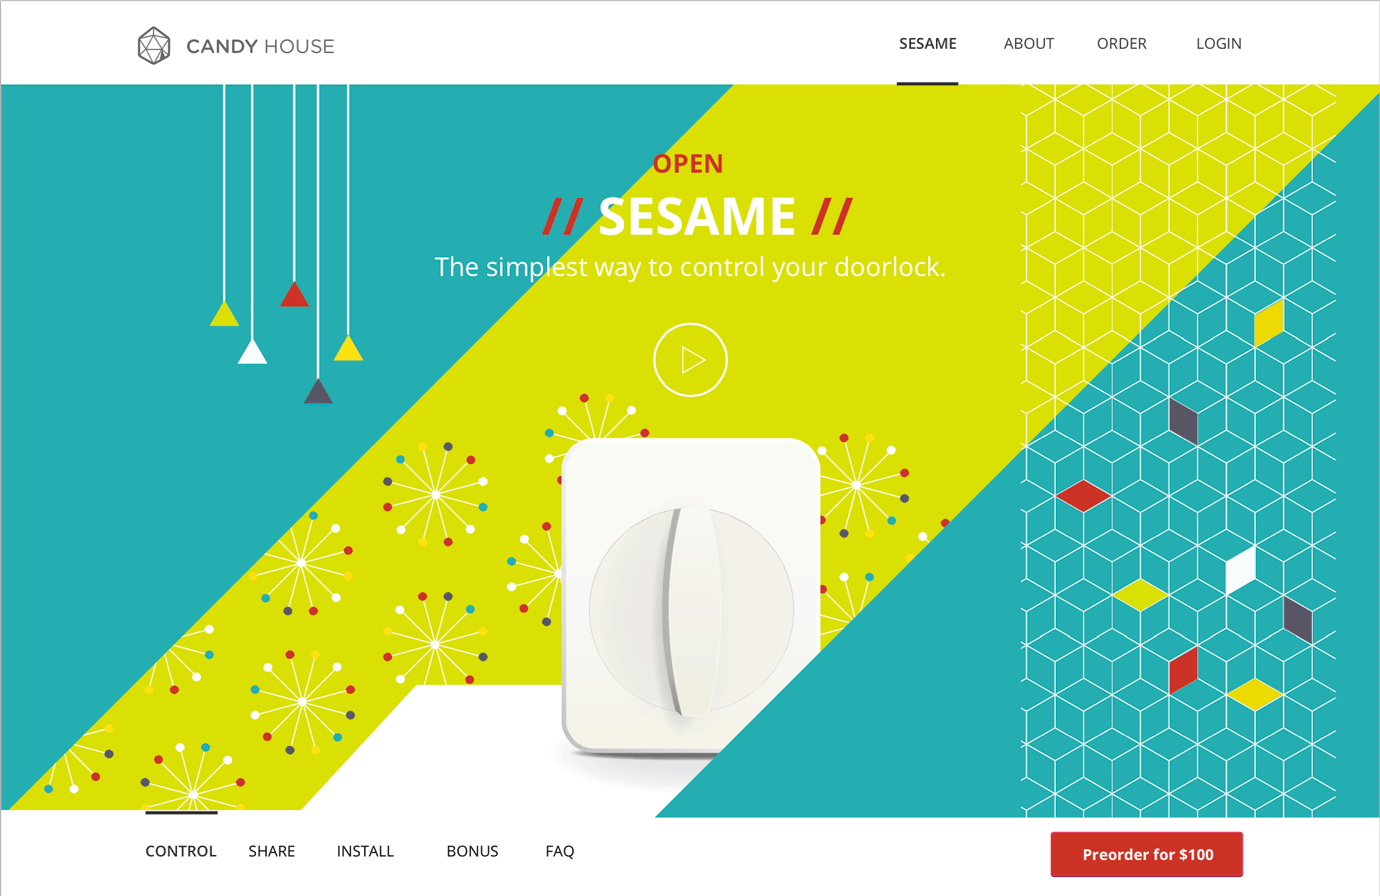 CANDY HOUSE
SESAME ABOUT ORDER LOGIN
OPEN
// SESAME //
The simplest way to control your doorlock.
CONTROL SHARE INSTALL BONUS FAQ
Preorder for $100